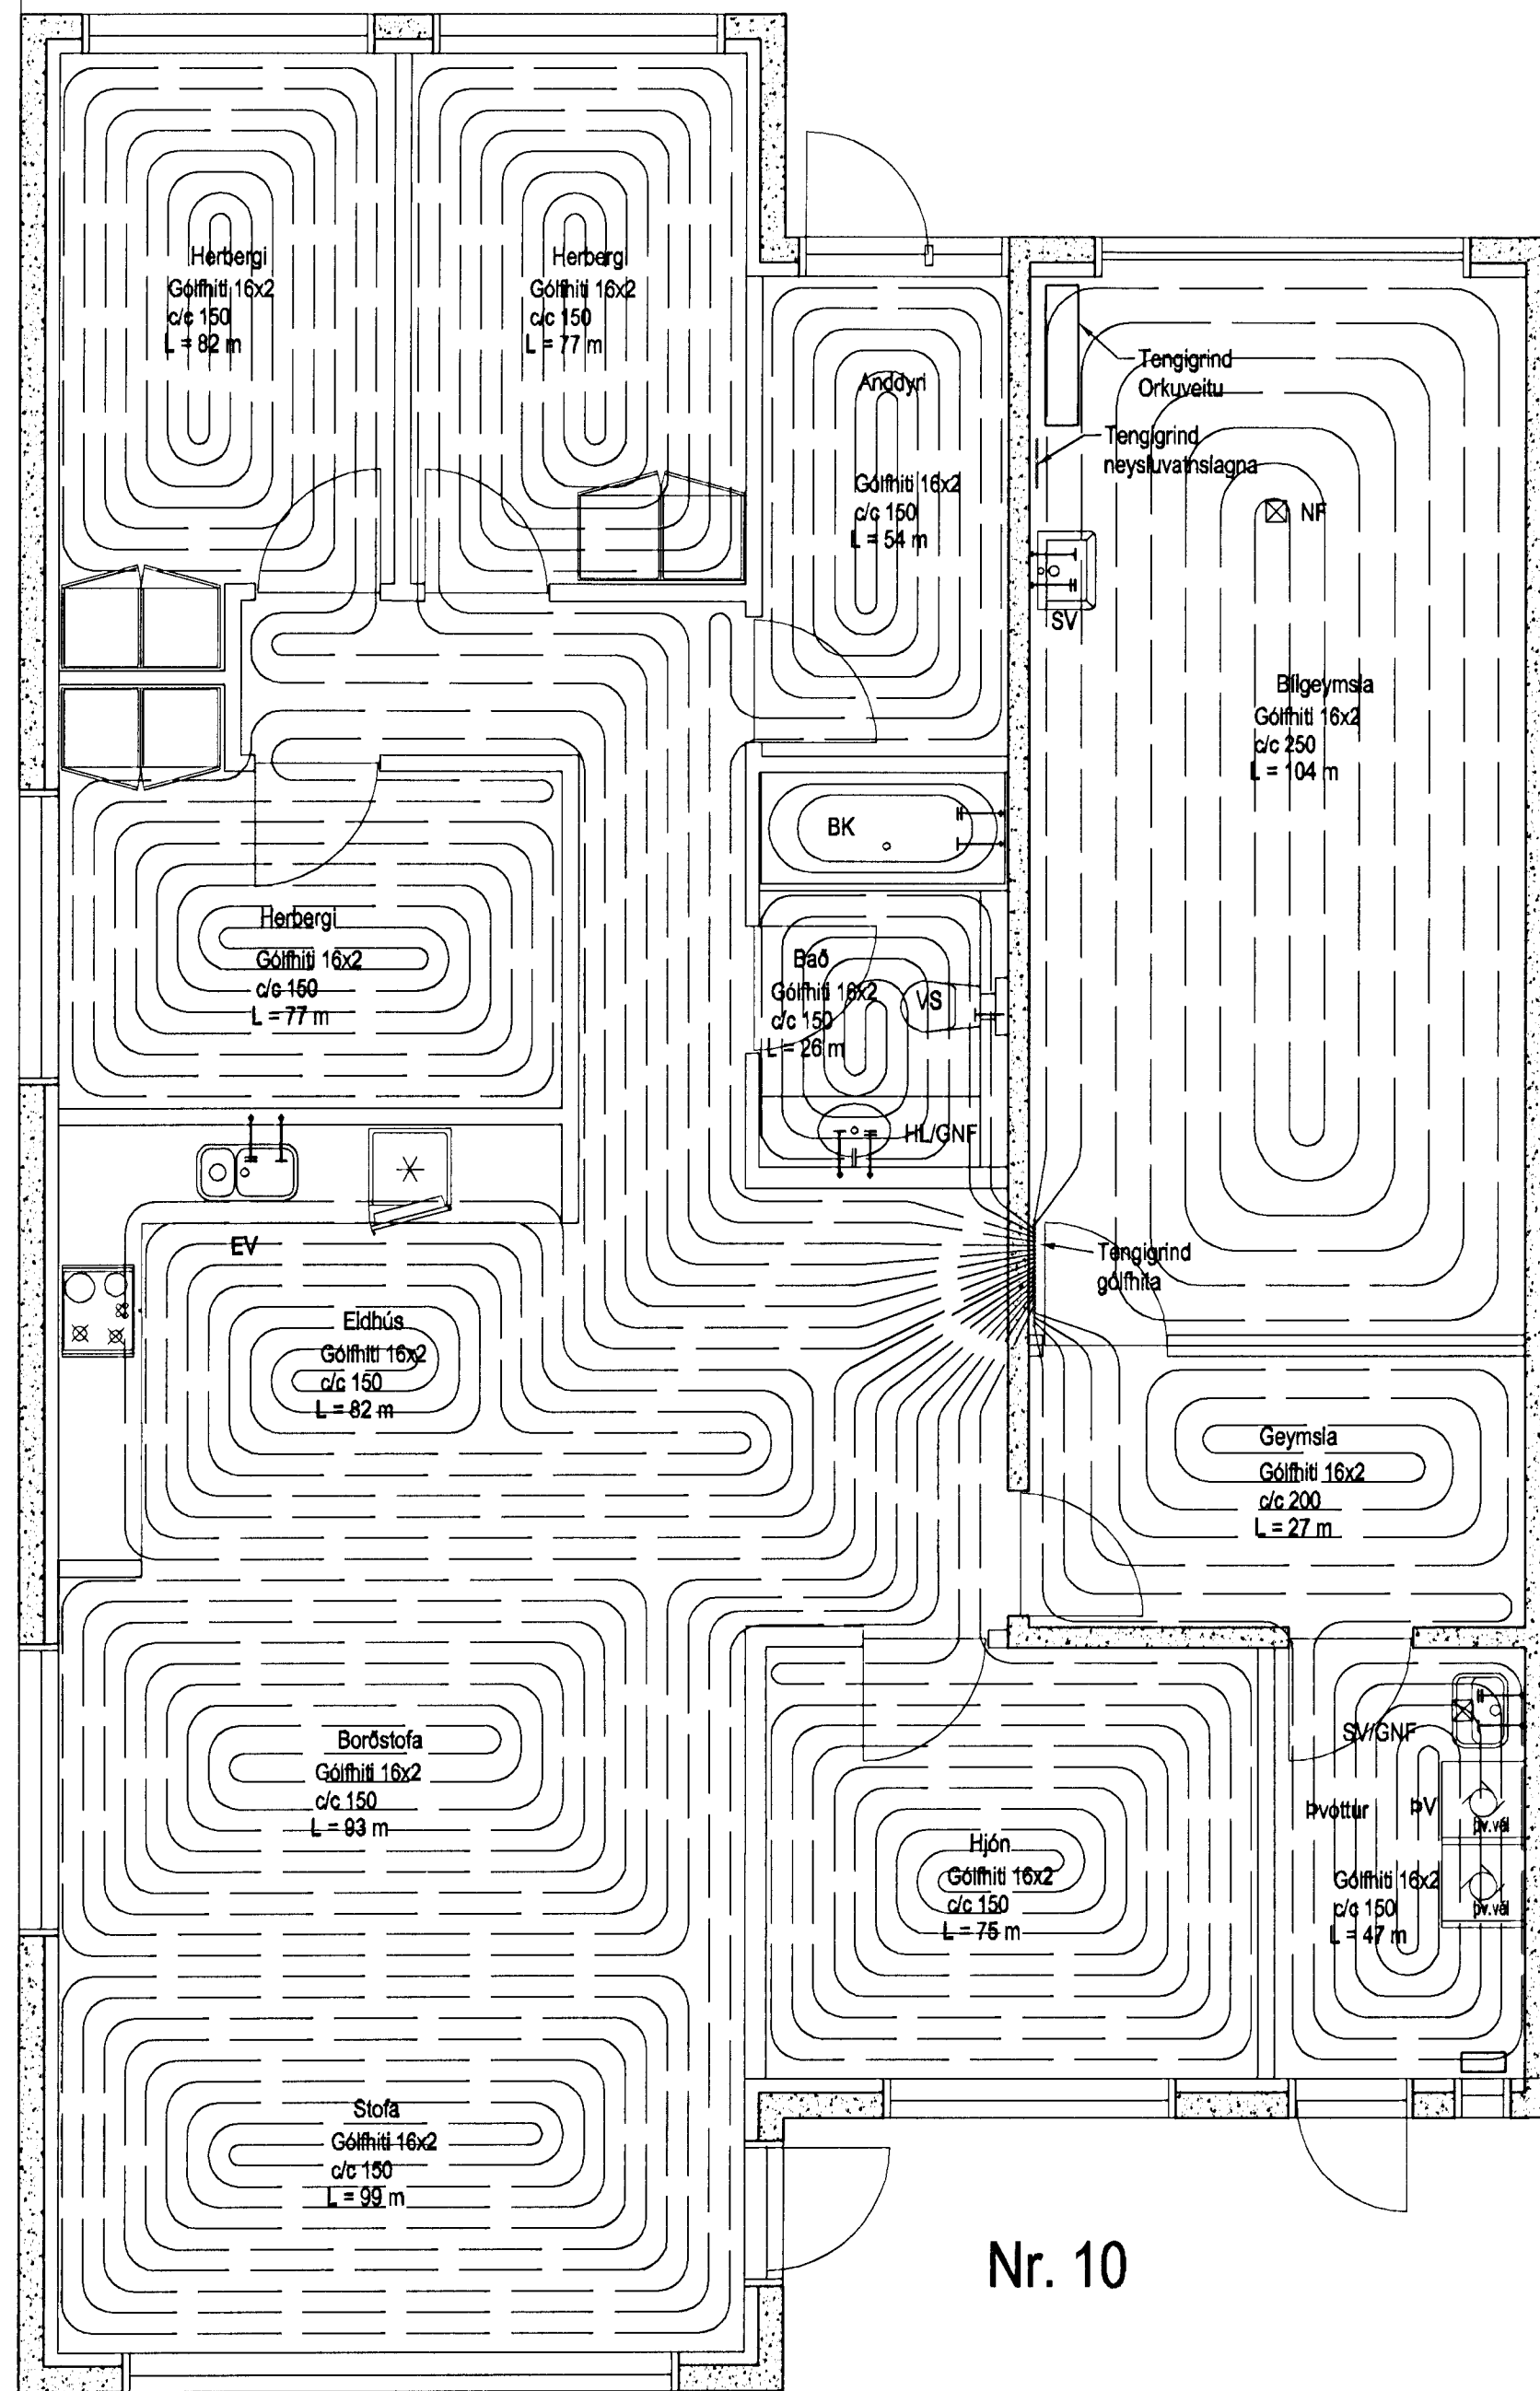 Herbergi
Gólfhiti 16x2
c/c 150
L = 82 m
Herbergi
Gólfhiti 16x2
c/c 150
L = 77 m
Anddyri
Gólfhiti 16x2
c/c 150
L = 54 m
Tengigrind
Orkuveitu
Tengigrind
neysluvatnslagna
NF
SV
Bílgeymsla
Gólfhiti 16x2
c/c 250
L = 104 m
BK
Herbergi
Gólfhiti 16x2
c/c 150
L = 77 m
Bað
Gólfhiti 16x2
c/c 150
L = 26 m
VS
HL/GNF
EV
Tengigrind
gólfhita
Eldhús
Gólfhiti 16x2
c/c 150
L = 82 m
Geymsla
Gólfhiti 16x2
c/c 200
L = 27 m
Borðstofa
Gólfhiti 16x2
c/c 150
L = 93 m
Hjón
Gólfhiti 16x2
c/c 150
L = 75 m
SV/GNF
Þvottur
ÞV
þv.vél
Gólfhiti 16x2
c/c 150
L = 47 m
þv.vél
Stofa
Gólfhiti 16x2
c/c 150
L = 99 m
Nr. 10